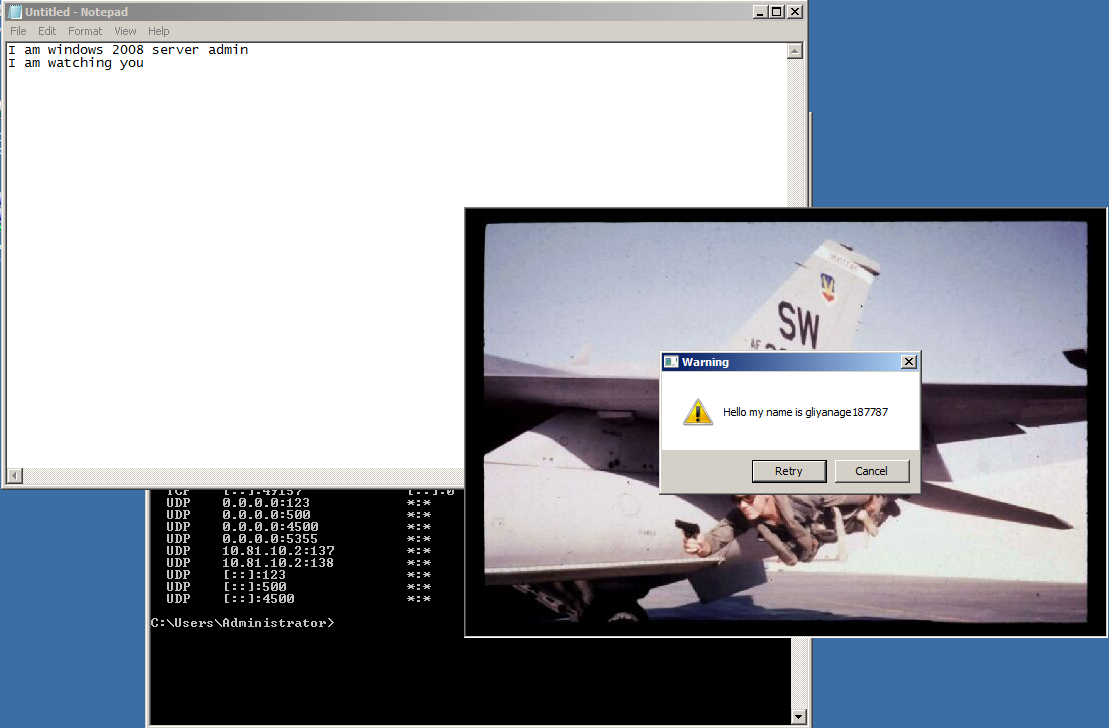 Untitled - Notepad
File Edit Format View Help
I am windows 2008 server admin
I am watching you
SW
AF
Warning
Hello my name is gliyanage187787
Retry Cancel
TCP [::]:49157 [::]:0
UDP 0.0.0.0:123 *:*
UDP 0.0.0.0:500 *:*
UDP 0.0.0.0:4500 *:*
UDP 0.0.0.0:5355 *:*
UDP 10.81.10.2:137 *:*
UDP 10.81.10.2:138 *:*
UDP [::]:123 *:*
UDP [::]:500 *:*
UDP [::]:4500 *:*
C:\Users\Administrator>